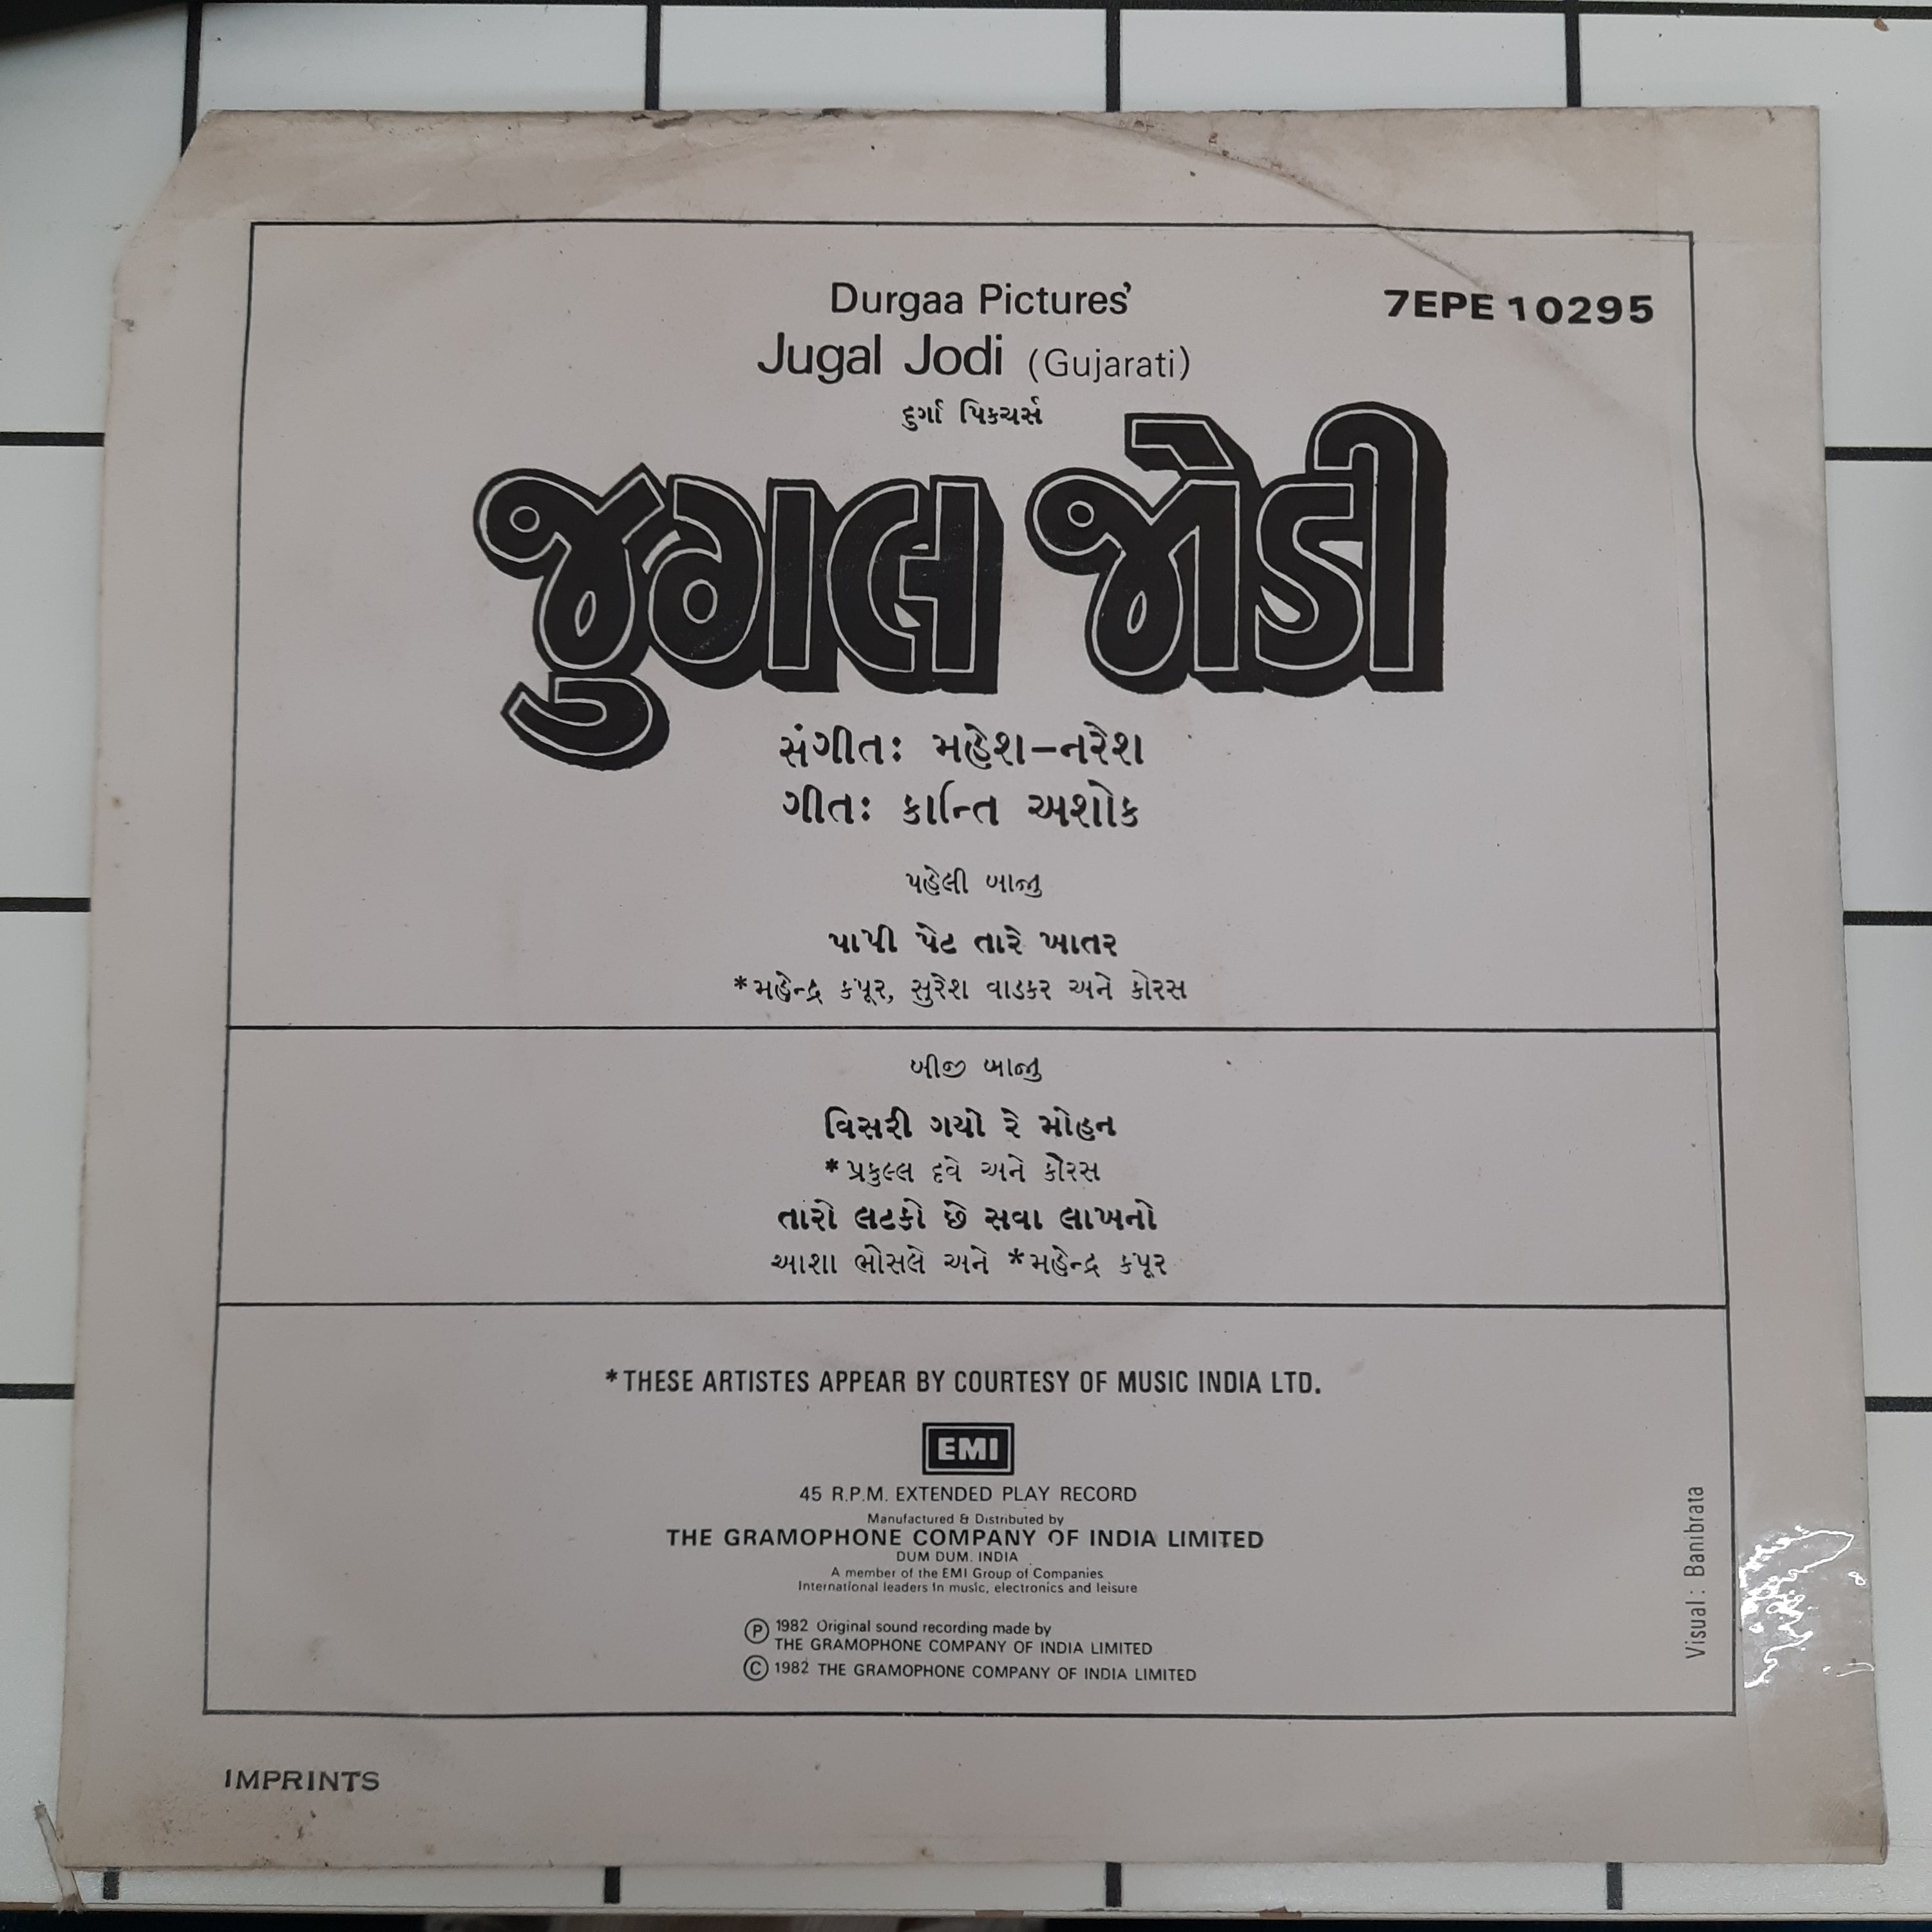 Durgaa Pictures'
7EPE 10295
Jugal Jodi (Gujarati)
દુર્ગા પિકચર્સ
જુગલ જોડી
સંગીતઃ મહેશ–નરેશ
ગીતઃ કાન્તિ અશોક
પહેલી બાજુ
પાપી પેટ તારે ખાતર
*મહેન્દ્ર કપૂર, સુરેશ વાડકર અને કોરસ
બીજી બાજુ
વિસરી ગયો રે મોહન
*પ્રફુલ્લ દવે અને કોરસ
તારો લટકો છે સવા લાખનો
આશા ભોસલે અને *મહેન્દ્ર કપૂર
*THESE ARTISTES APPEAR BY COURTESY OF MUSIC INDIA LTD.
EMI
45 R.P.M. EXTENDED PLAY RECORD
Manufactured & Distributed by
THE GRAMOPHONE COMPANY OF INDIA LIMITED
DUM DUM. INDIA
A member of the EMI Group of Companies
International leaders in music, electronics and leisure
Ⓟ 1982 Original sound recording made by
THE GRAMOPHONE COMPANY OF INDIA LIMITED
Ⓒ 1982 THE GRAMOPHONE COMPANY OF INDIA LIMITED
Visual : Banibrata
IMPRINTS